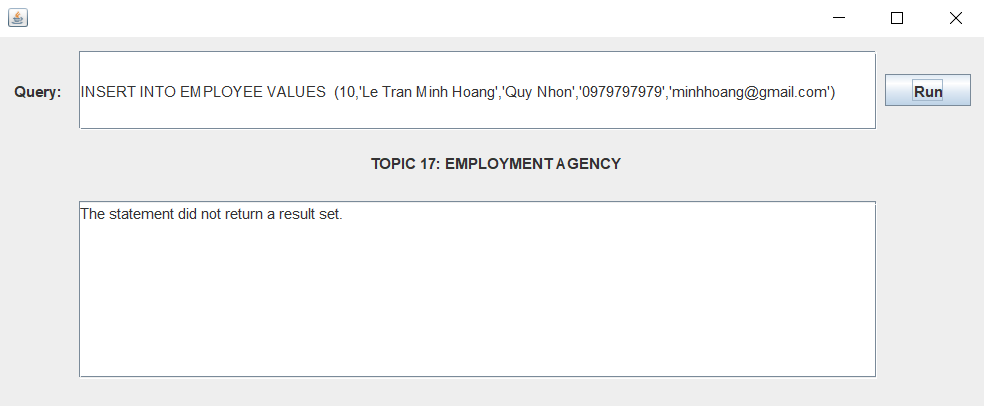 Query: INSERT INTO EMPLOYEE VALUES  (10,'Le Tran Minh Hoang','Quy Nhon','0979797979','minhhoang@gmail.com') Run
TOPIC 17: EMPLOYMENT AGENCY
The statement did not return a result set.